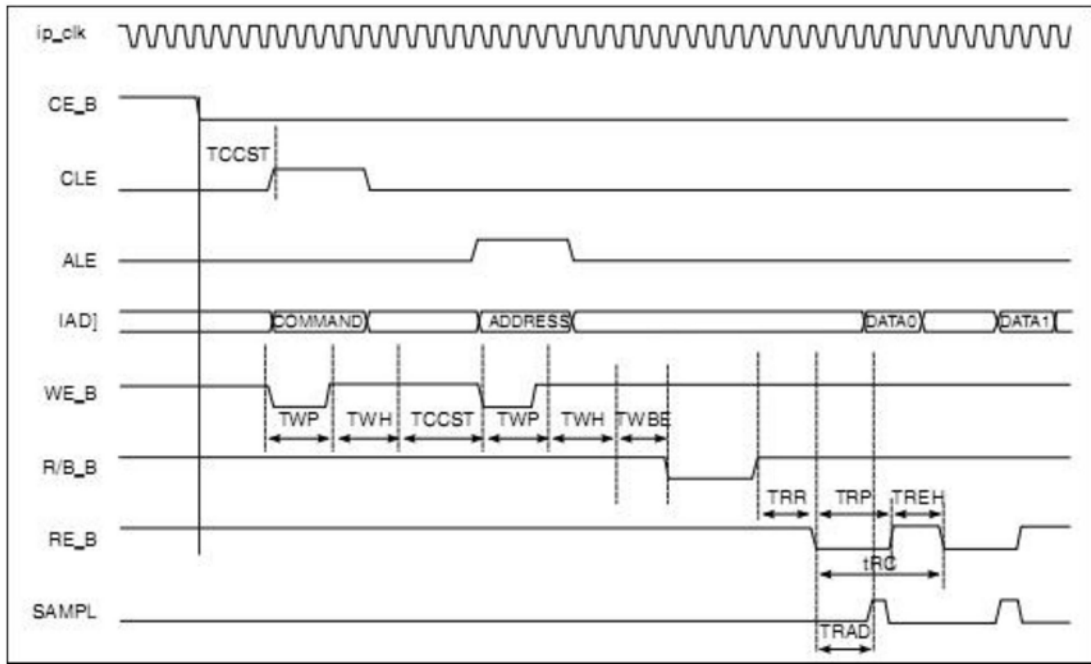 ip_clk
CE_B
TCCST
CLE
ALE
IAD]
COMMAND
ADDRESS
DATA0
DATA1
WE_B
TWP
TWH
TCCST
TWP
TWH
TWBE
R/B_B
TRR
TRP
TREH
RE_B
tRC
SAMPL
TRAD